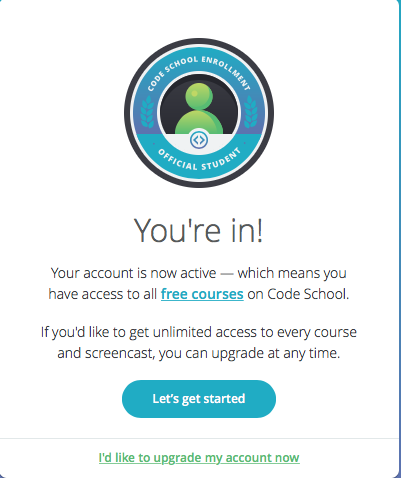 CODE SCHOOL ENROLLMENT
OFFICIAL STUDENT
You're in!
Your account is now active — which means you
have access to all free courses on Code School.
If you'd like to get unlimited access to every course
and screencast, you can upgrade at any time.
Let's get started
I'd like to upgrade my account now